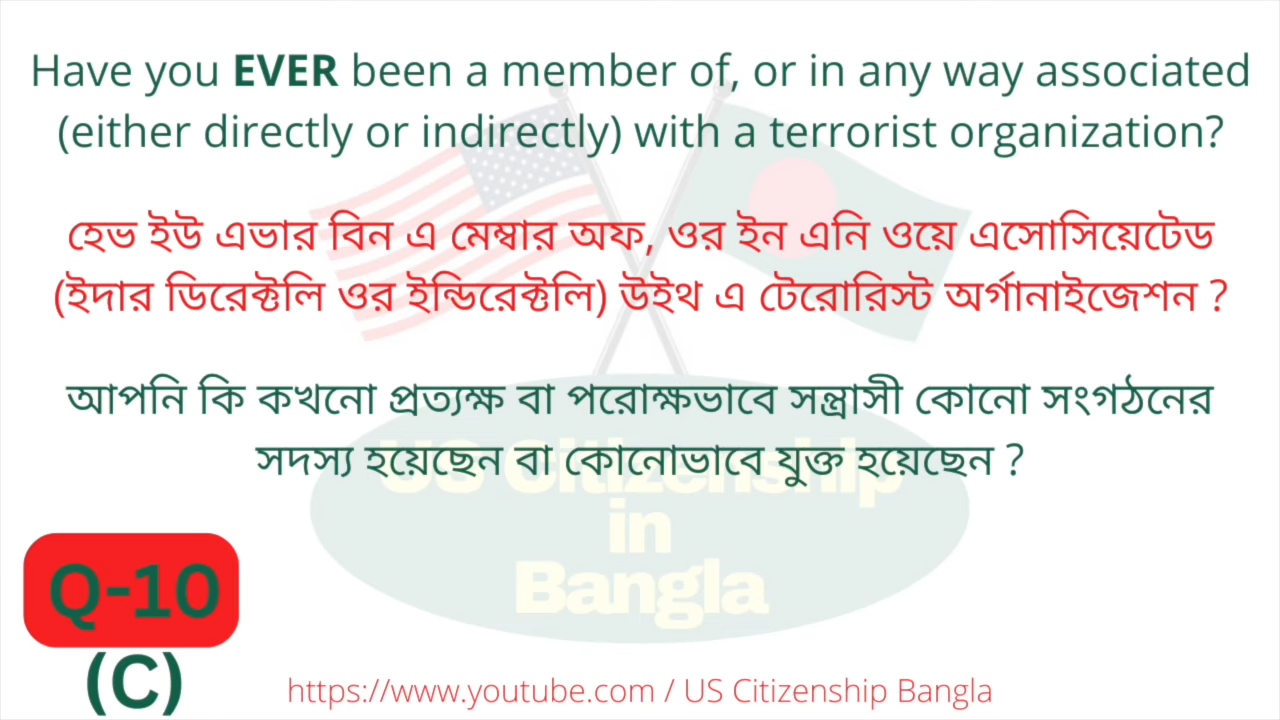 Have you EVER been a member of, or in any way associated
(either directly or indirectly) with a terrorist organization?
হেভ ইউ এভার বিন এ মেম্বার অফ, ওর ইন এনি ওয়ে এসোসিয়েটেড
(ইদার ডিরেক্টলি ওর ইন্ডিরেক্টলি) উইথ এ টেরোরিস্ট অর্গানাইজেশন ?
আপনি কি কখনো প্রত্যক্ষ বা পরোক্ষভাবে সন্ত্রাসী কোনো সংগঠনের
সদস্য হয়েছেন বা কোনোভাবে যুক্ত হয়েছেন ?
US Citizenship
in
Bangla
Q-10
(C)
https://www.youtube.com / US Citizenship Bangla